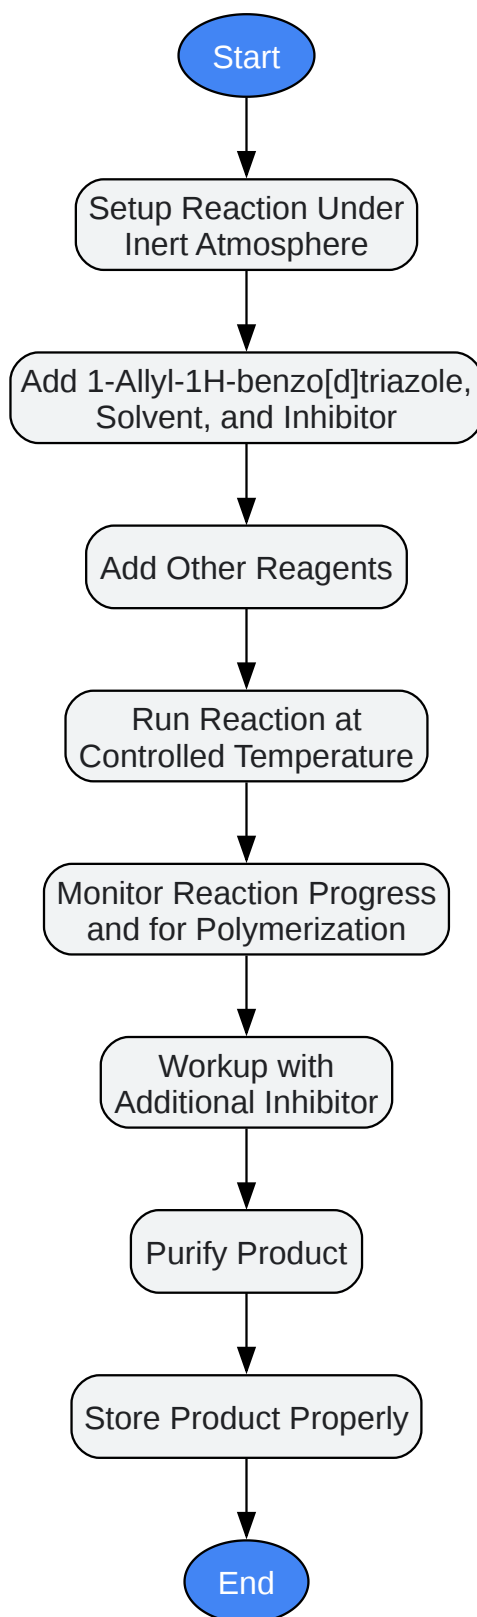 Start
Setup Reaction Under
Inert Atmosphere
Add 1-Allyl-1H-benzo[d]triazole,
Solvent, and Inhibitor
Add Other Reagents
Run Reaction at
Controlled Temperature
Monitor Reaction Progress
and for Polymerization
Workup with
Additional Inhibitor
Purify Product
Store Product Properly
End